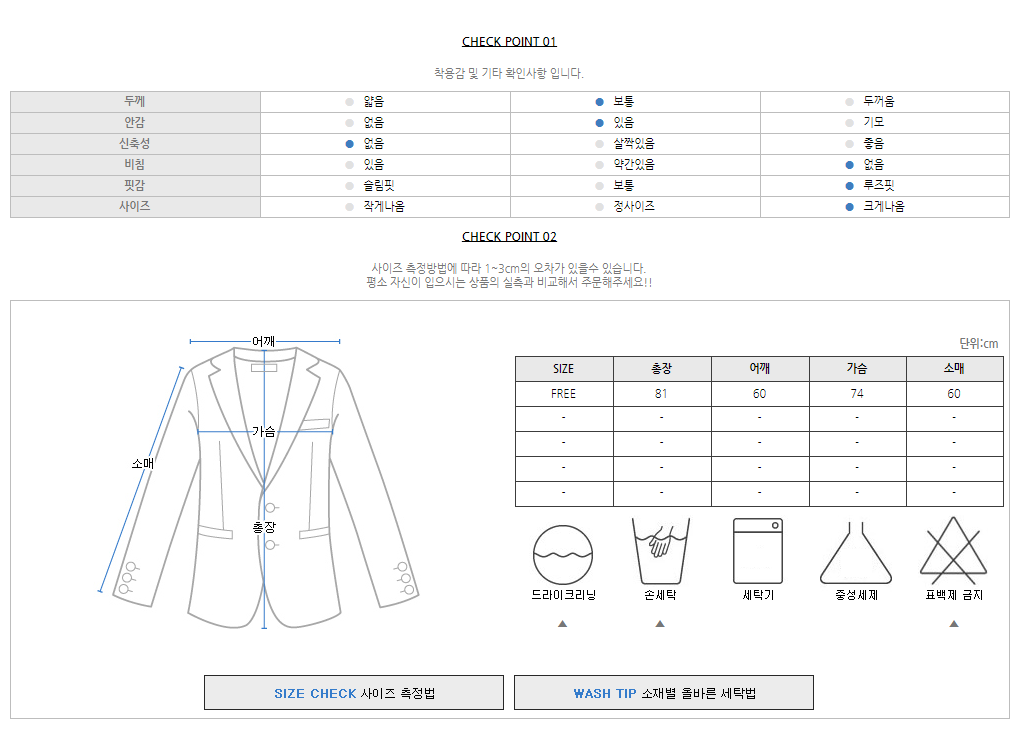 CHECK POINT 01
착용감 및 기타 확인사항 입니다.
두께 얇음 보통 두꺼움
안감 없음 있음 기모
신축성 없음 살짝있음 좋음
비침 있음 약간있음 없음
핏감 슬림핏 보통 루즈핏
사이즈 작게나옴 정사이즈 크게나옴
CHECK POINT 02
사이즈 측정방법에 따라 1~3cm의 오차가 있을수 있습니다.
평소 자신이 입으시는 상품의 실측과 비교해서 주문해주세요!!
어깨
가슴
소매
총장
단위:cm
SIZE 총장 어깨 가슴 소매
FREE 81 60 74 60
- - - - -
- - - - -
- - - - -
- - - - -
드라이크리닝 손세탁 세탁기 중성세제 표백제 금지
SIZE CHECK 사이즈 측정법
WASH TIP 소재별 올바른 세탁법